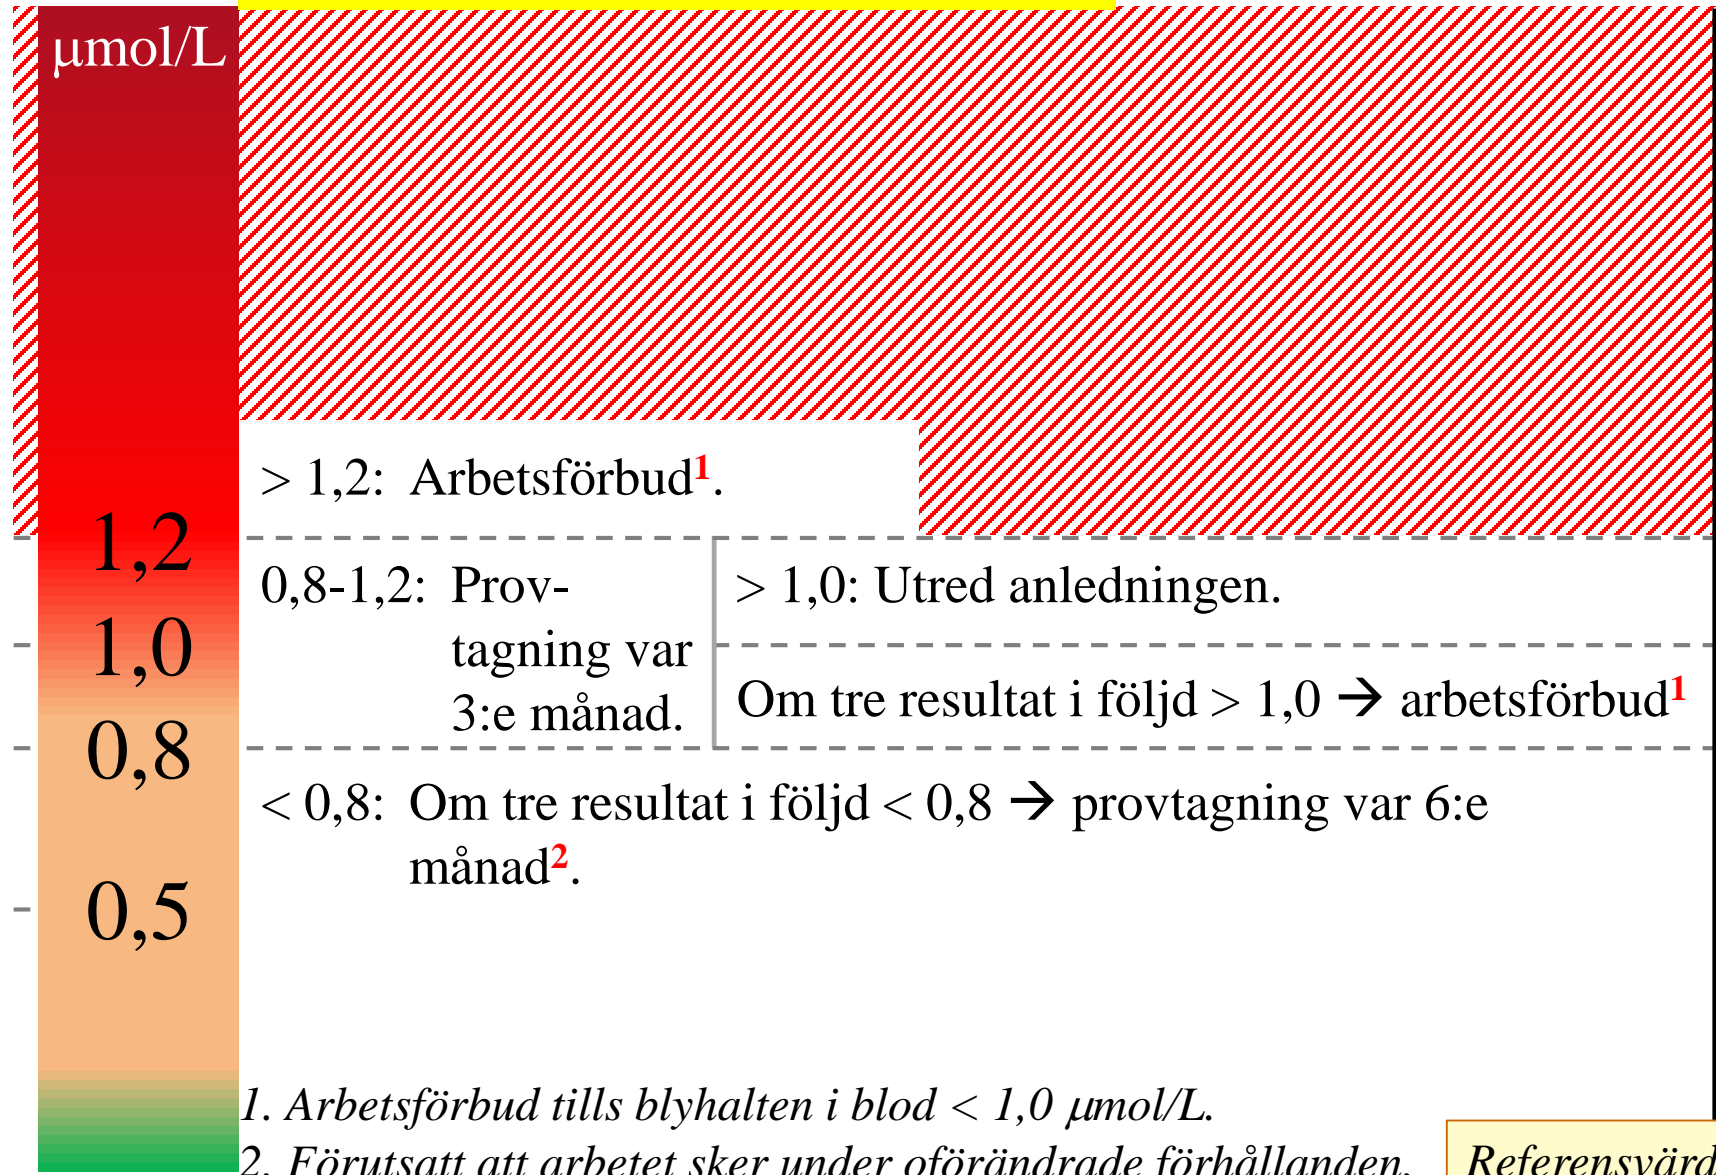 μmol/L
> 1,2: Arbetsförbud1.
1,2
0,8-1,2: Prov-
tagning var
3:e månad.
> 1,0: Utred anledningen.
1,0
Om tre resultat i följd > 1,0 → arbetsförbud1
0,8
< 0,8: Om tre resultat i följd < 0,8 → provtagning var 6:e
månad2.
0,5
1. Arbetsförbud tills blyhalten i blod < 1,0 μmol/L.
2. Förutsatt att arbetet sker under oförändrade förhållanden.
Referensvärd